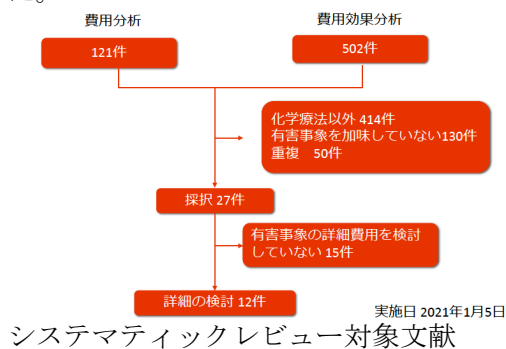 費用分析
費用効果分析
121件
502件
化学療法以外 414件
有害事象を加味していない130件
重複 50件
採択 27件
有害事象の詳細費用を検討
していない 15件
詳細の検討 12件
実施日 2021年1月5日
システマティックレビュー対象文献